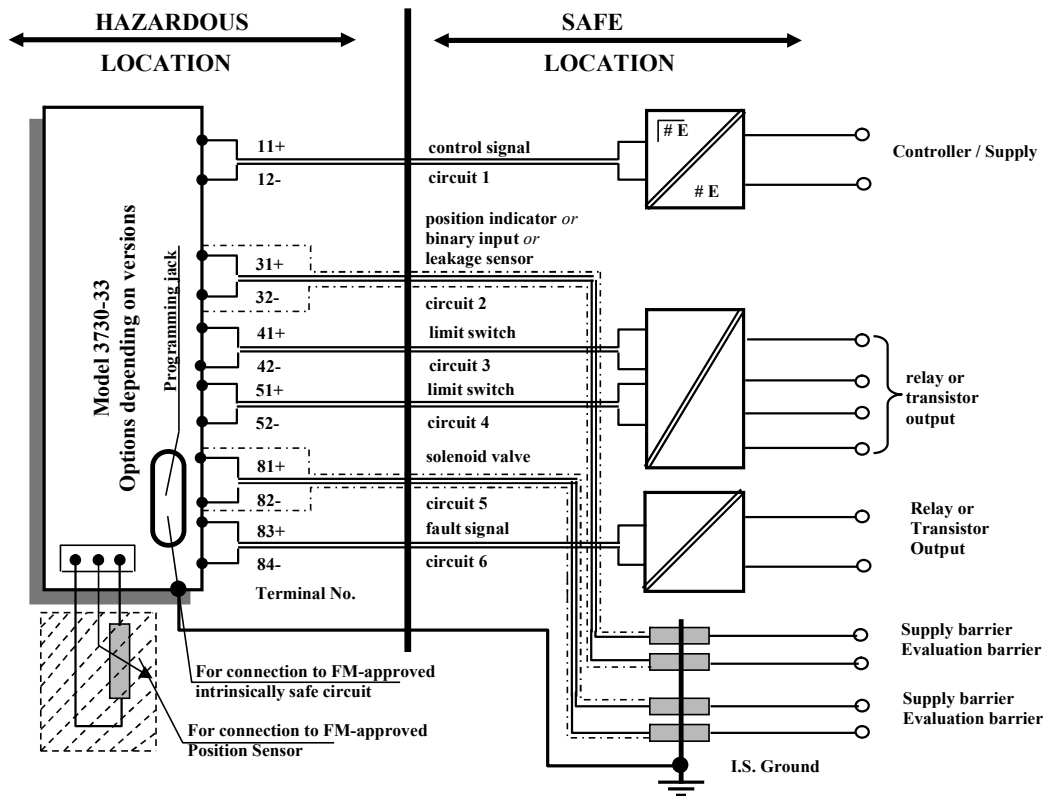 HAZARDOUS
LOCATION
SAFE
LOCATION
11+
12-
control signal
circuit 1
# E
# E
Controller / Supply
position indicator or
binary input or
leakage sensor
31+
32-
circuit 2
41+
42-
limit switch
circuit 3
51+
52-
limit switch
circuit 4
relay or
transistor
output
81+
82-
solenoid valve
circuit 5
83+
84-
fault signal
circuit 6
Relay or
Transistor
Output
Terminal No.
Model 3730-33
Options depending on versions
Programming jack
For connection to FM-approved
intrinsically safe circuit
For connection to FM-approved
Position Sensor
Supply barrier
Evaluation barrier
Supply barrier
Evaluation barrier
I.S. Ground